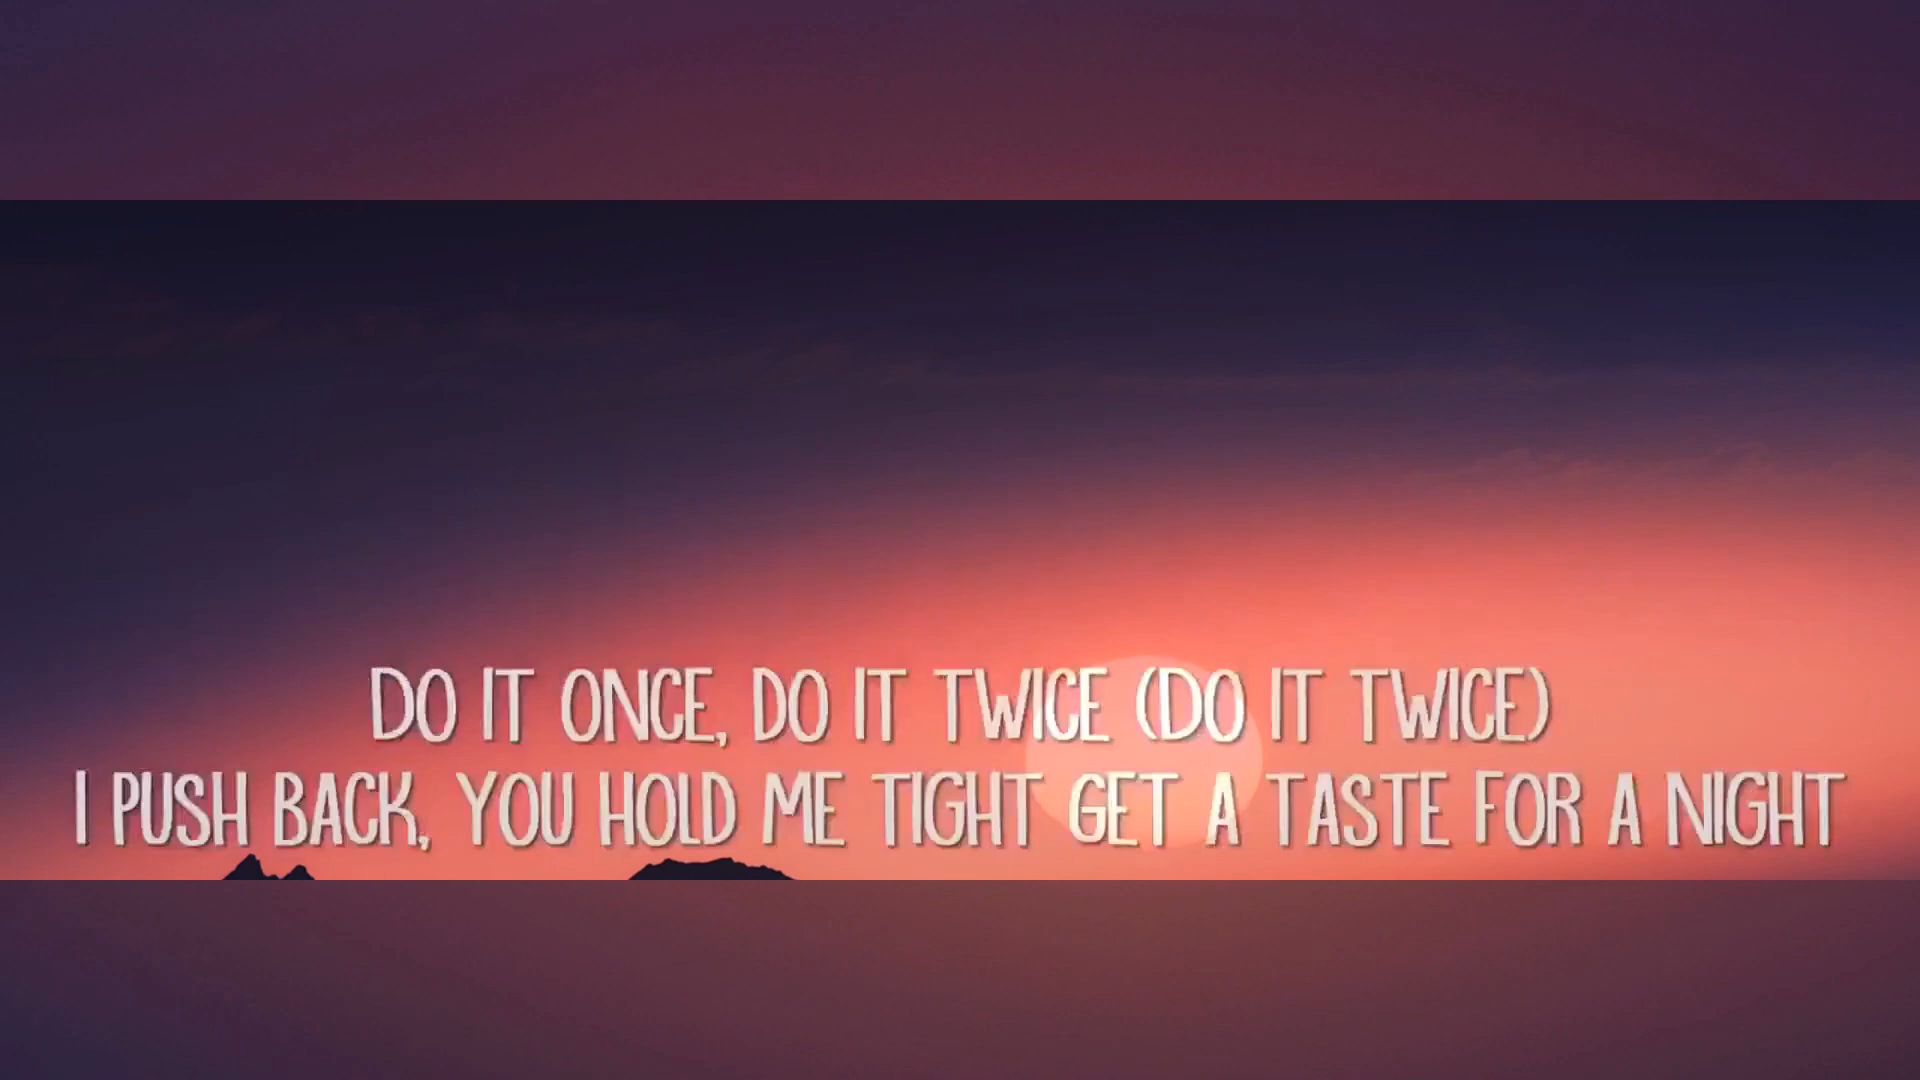 DO IT ONCE, DO IT TWICE (DO IT TWICE)
I PUSH BACK, YOU HOLD ME TIGHT GET A TASTE FOR A NIGHT